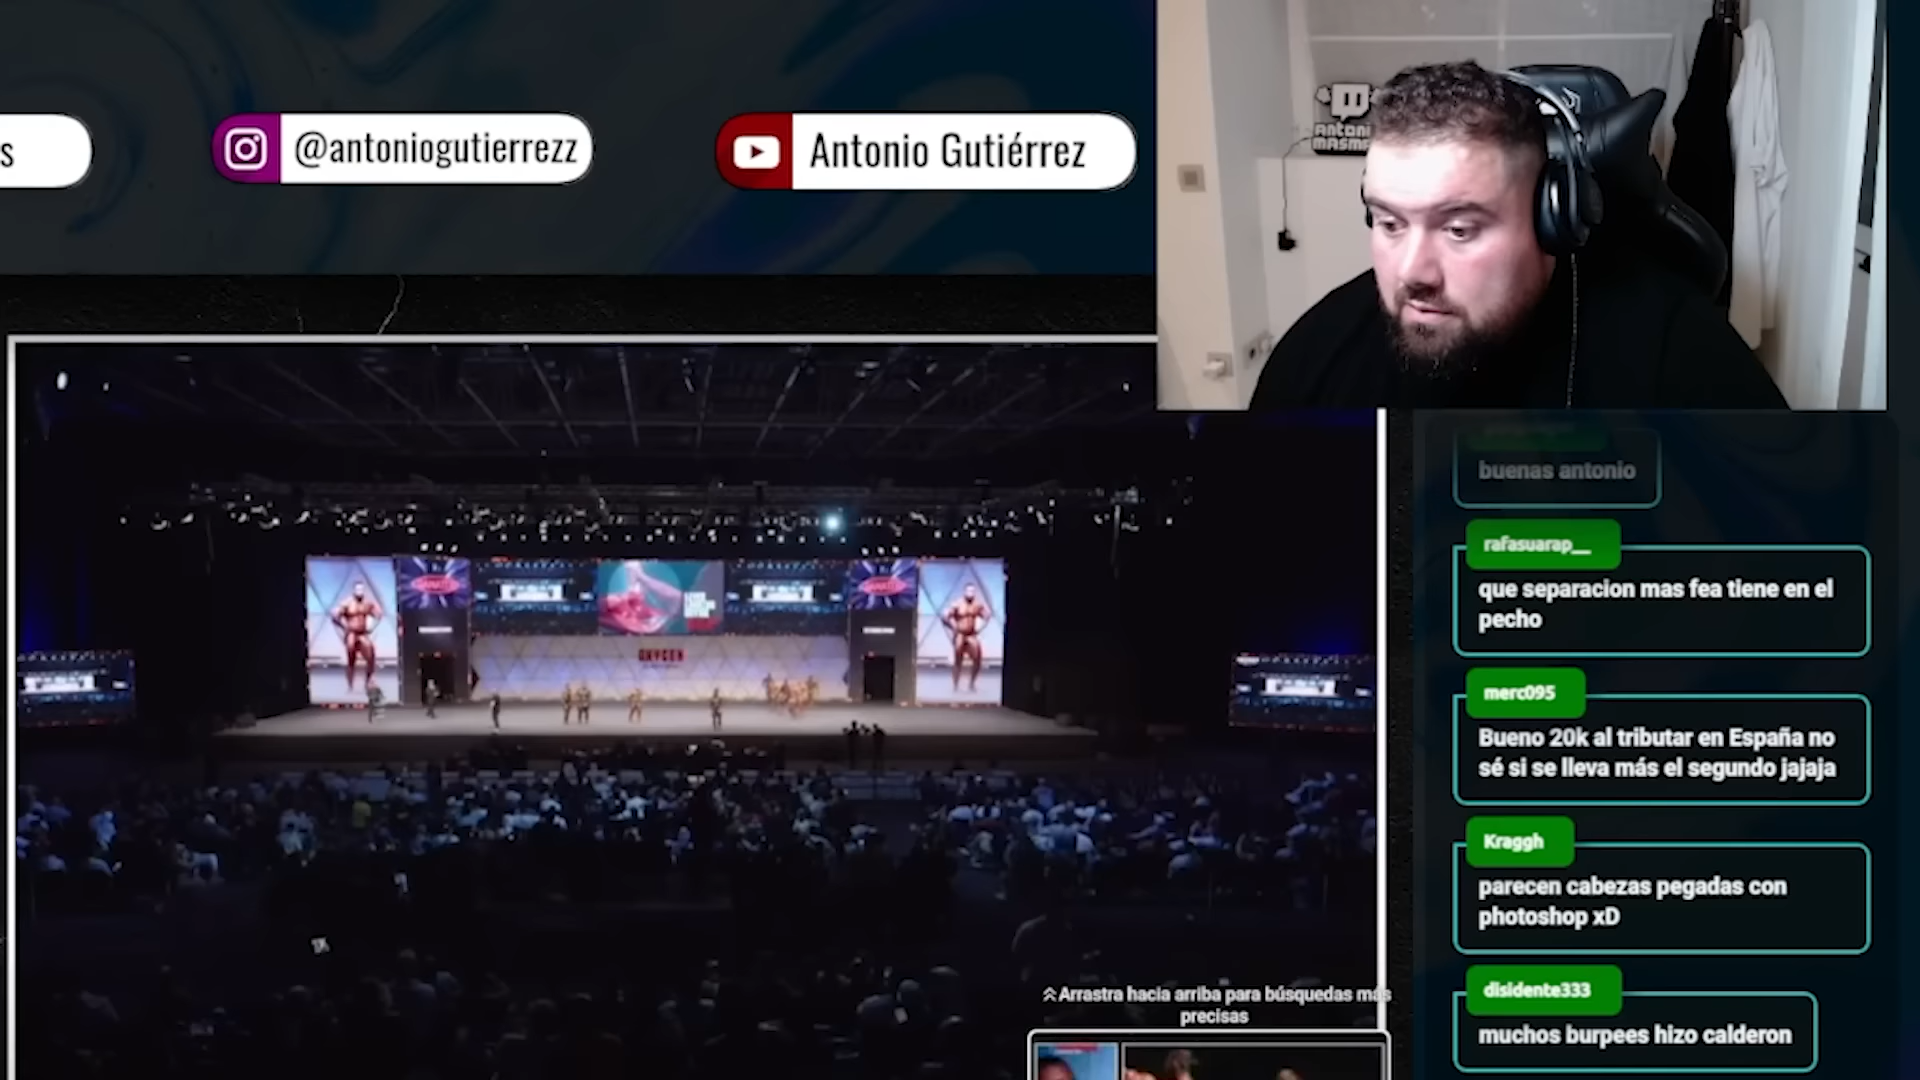 s
@antoniogutierrezz
Antonio Gutiérrez
buenas antonio
rafasuarap__
que separacion mas fea tiene en el
pecho
merc095
Bueno 20k al tributar en España no
sé si se lleva más el segundo jajaja
Kraggh
parecen cabezas pegadas con
photoshop xD
disidente333
muchos burpees hizo calderon
Arrastra hacia arriba para búsquedas más
precisas